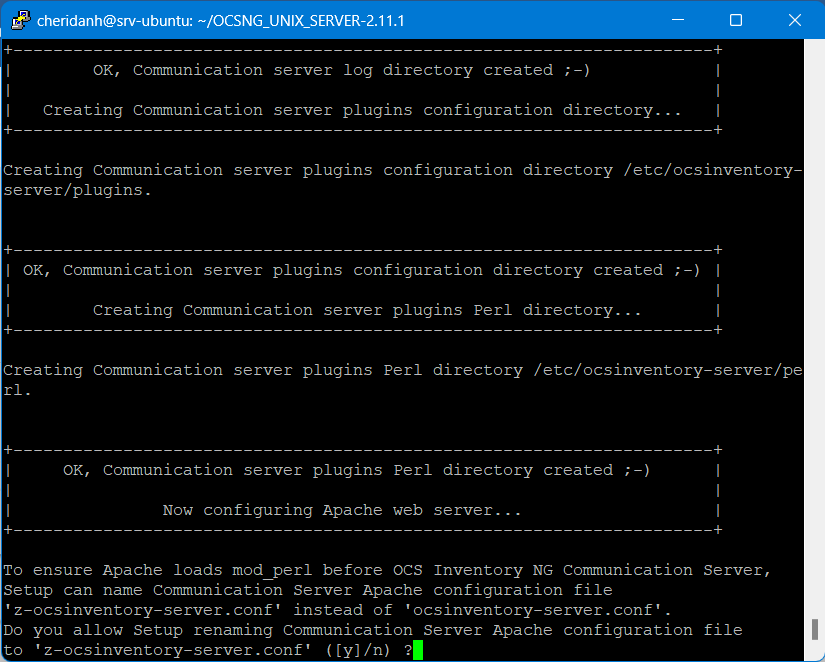 cheridanh@srv-ubuntu: ~/OCSNG_UNIX_SERVER-2.11.1
+----------------------------------------------------------------------+
|        OK, Communication server log directory created ;-)            |
|                                                                      |
|   Creating Communication server plugins configuration directory...   |
+----------------------------------------------------------------------+
Creating Communication server plugins configuration directory /etc/ocsinventory-
server/plugins.
+----------------------------------------------------------------------+
| OK, Communication server plugins configuration directory created ;-) |
|                                                                      |
|        Creating Communication server plugins Perl directory...       |
+----------------------------------------------------------------------+
Creating Communication server plugins Perl directory /etc/ocsinventory-server/pe
rl.
+----------------------------------------------------------------------+
|     OK, Communication server plugins Perl directory created ;-)      |
|                                                                      |
|               Now configuring Apache web server...                   |
+----------------------------------------------------------------------+
To ensure Apache loads mod_perl before OCS Inventory NG Communication Server,
Setup can name Communication Server Apache configuration file
'z-ocsinventory-server.conf' instead of 'ocsinventory-server.conf'.
Do you allow Setup renaming Communication Server Apache configuration file
to 'z-ocsinventory-server.conf' ([y]/n) ?